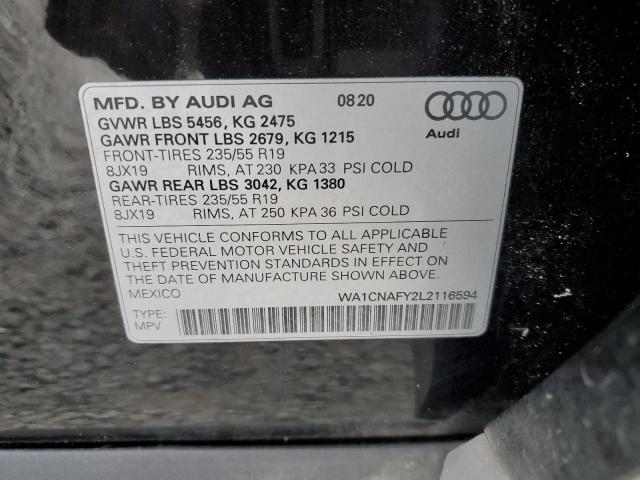 MFD. BY AUDI AG 08 20
GVWR LBS 5456, KG 2475
GAWR FRONT LBS 2679, KG 1215
FRONT-TIRES 235/55 R19
8JX19 RIMS, AT 230 KPA 33 PSI COLD
GAWR REAR LBS 3042, KG 1380
REAR-TIRES 235/55 R19
8JX19 RIMS, AT 250 KPA 36 PSI COLD
Audi
THIS VEHICLE CONFORMS TO ALL APPLICABLE
U.S. FEDERAL MOTOR VEHICLE SAFETY AND
THEFT PREVENTION STANDARDS IN EFFECT ON
THE DATE OF MANUFACTURE SHOWN ABOVE.
MEXICO WA1CNAFY2L2116594
TYPE:
MPV